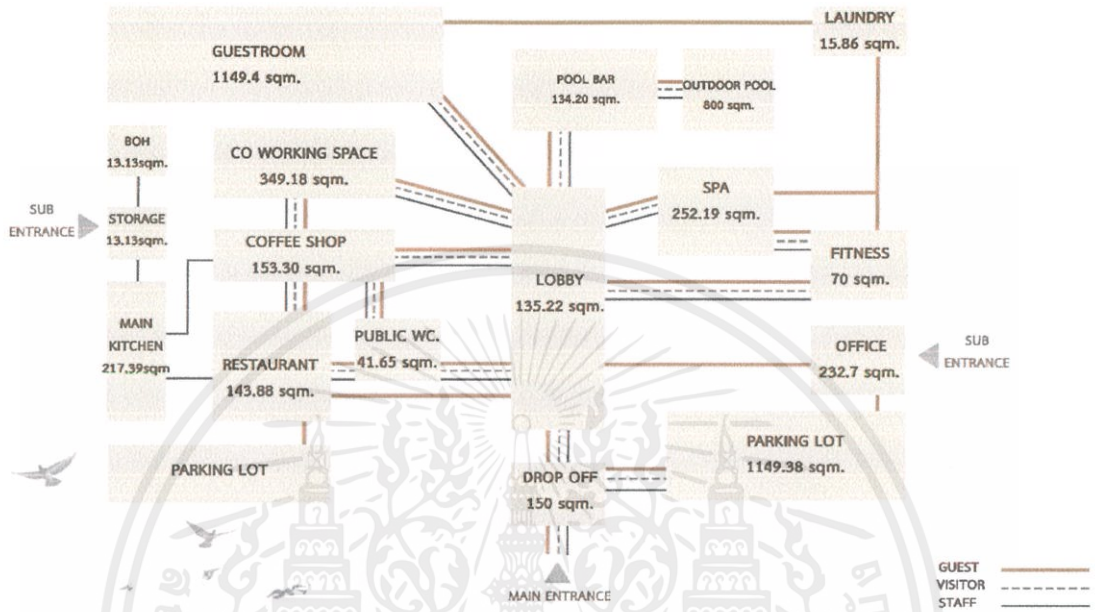 LAUNDRY
15.86 sqm.
GUESTROOM
1149.4 sqm.
POOL BAR
134.20 sqm.
OUTDOOR POOL
800 sqm.
BOH
13.13sqm.
CO WORKING SPACE
349.18 sqm.
SPA
252.19 sqm.
SUB
ENTRANCE
STORAGE
13.13sqm.
COFFEE SHOP
153.30 sqm.
FITNESS
70 sqm.
LOBBY
135.22 sqm.
MAIN
KITCHEN
217.39sqm
PUBLIC WC.
41.65 sqm.
RESTAURANT
143.88 sqm.
OFFICE
232.7 sqm.
SUB
ENTRANCE
PARKING LOT
PARKING LOT
1149.38 sqm.
DROP OFF
150 sqm.
MAIN ENTRANCE
GUEST
VISITOR
STAFF